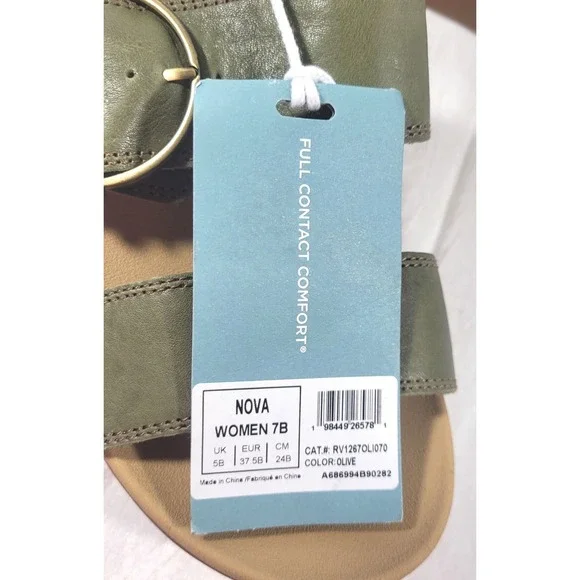 FULL CONTACT COMFORT®
NOVA
WOMEN 7B
UK EUR CM
5B 37.5B 24B
Made in China /Fabriqué en Chine
1 98449 26578 1
CAT.#: RV1267OLI070
COLOR:OLIVE
A686994B90282